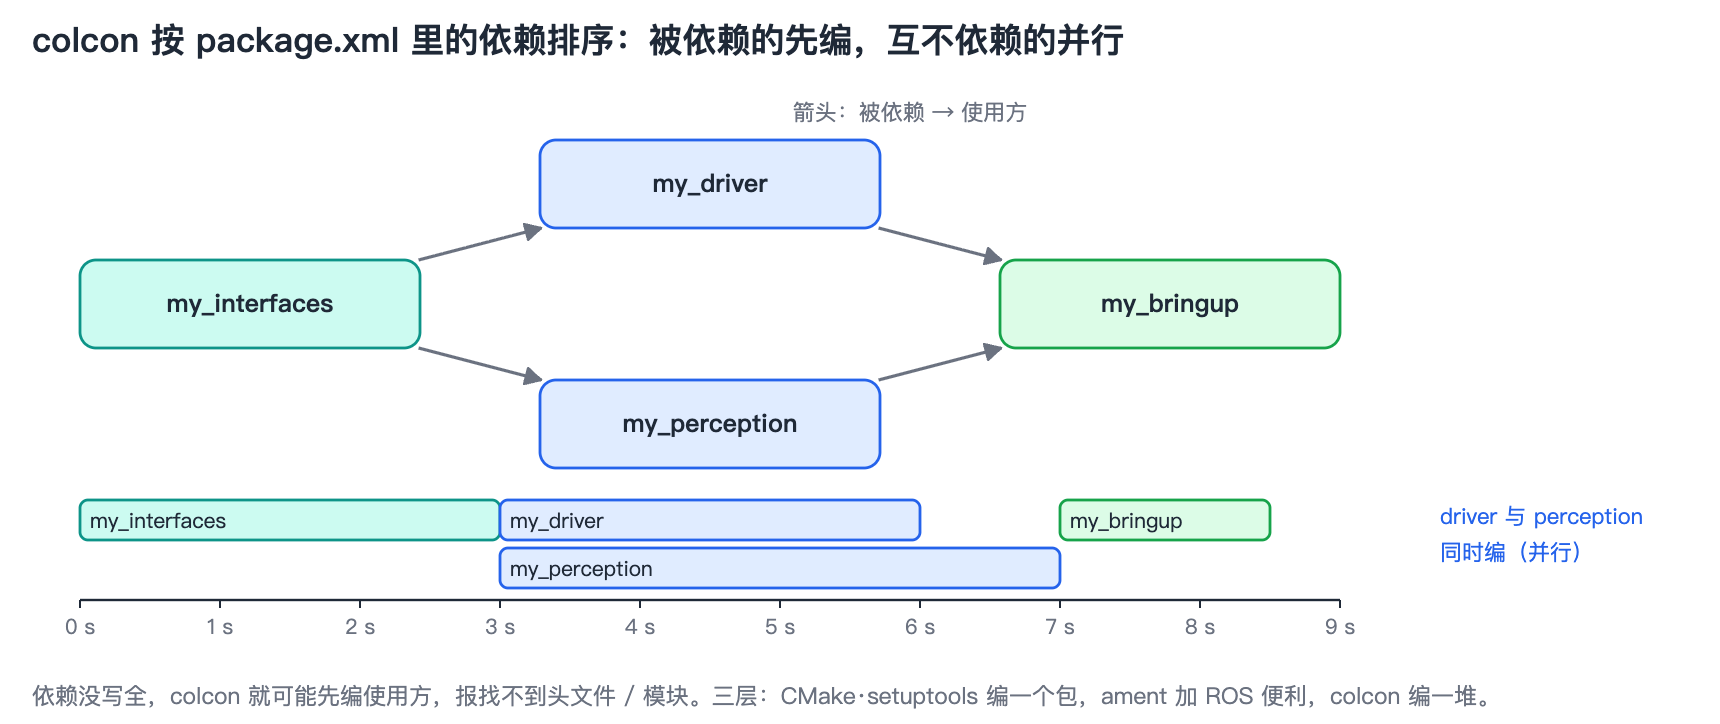 colcon 按 package.xml 里的依赖排序：被依赖的先编，互不依赖的并行
箭头：被依赖 → 使用方
my_driver
my_interfaces
my_bringup
my_perception
my_interfaces
my_driver
my_bringup
driver 与 perception
同时编（并行）
my_perception
0 s
1 s
2 s
3 s
4 s
5 s
6 s
7 s
8 s
9 s
依赖没写全，colcon 就可能先编使用方，报找不到头文件 / 模块。三层：CMake·setuptools 编一个包，ament 加 ROS 便利，colcon 编一堆。